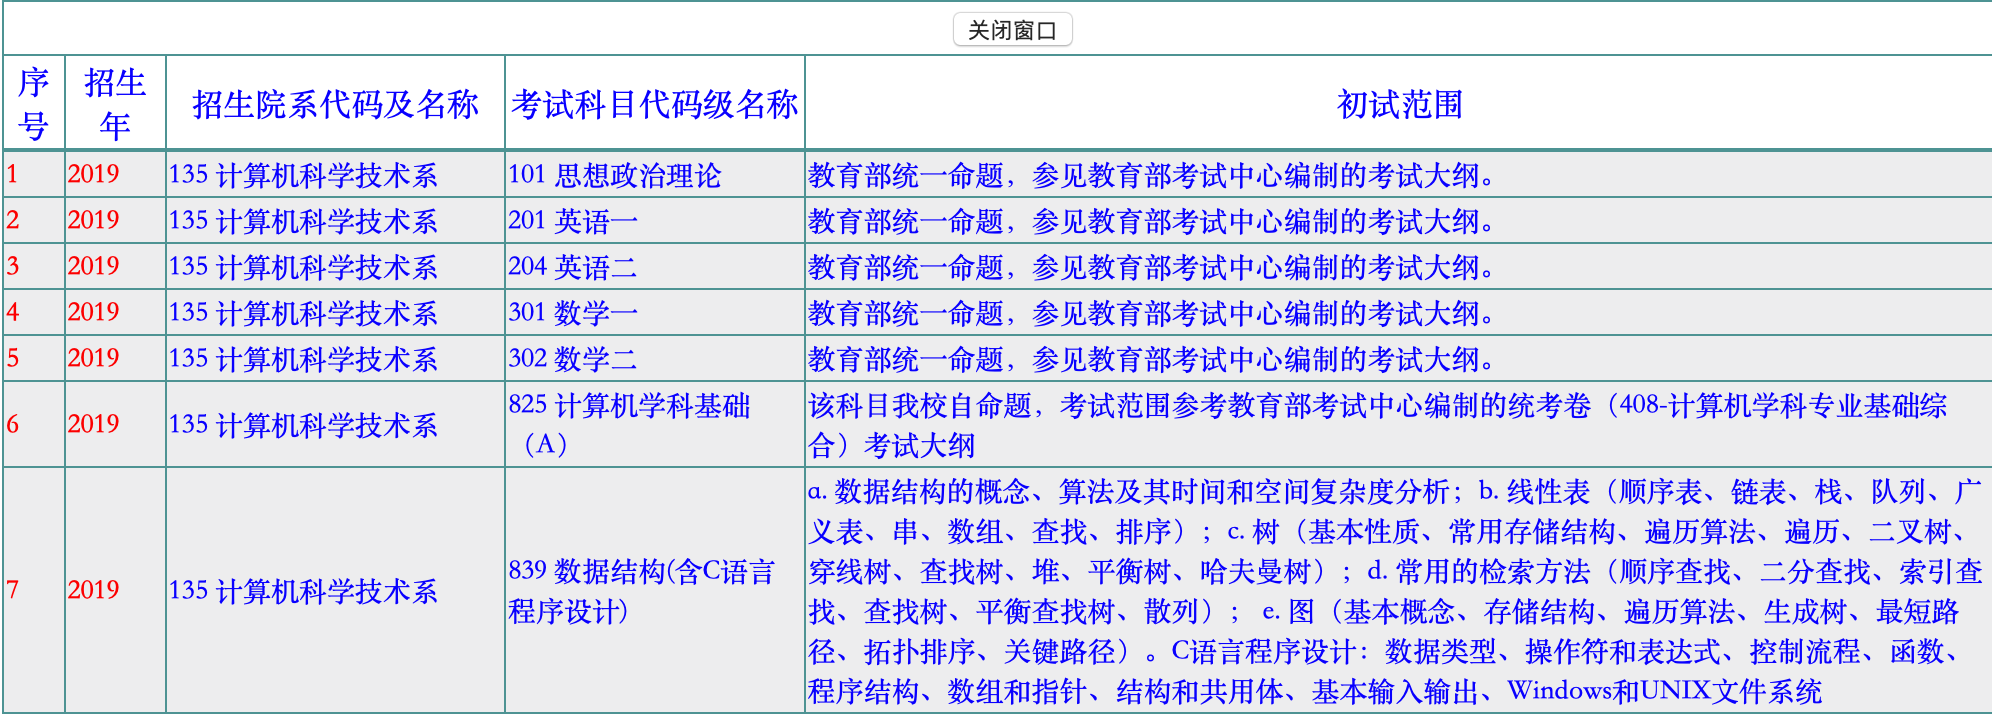 关闭窗口
序号 招生年 招生院系代码及名称 考试科目代码级名称 初试范围
1 2019 135 计算机科学技术系 101 思想政治理论 教育部统一命题，参见教育部考试中心编制的考试大纲。
2 2019 135 计算机科学技术系 201 英语一 教育部统一命题，参见教育部考试中心编制的考试大纲。
3 2019 135 计算机科学技术系 204 英语二 教育部统一命题，参见教育部考试中心编制的考试大纲。
4 2019 135 计算机科学技术系 301 数学一 教育部统一命题，参见教育部考试中心编制的考试大纲。
5 2019 135 计算机科学技术系 302 数学二 教育部统一命题，参见教育部考试中心编制的考试大纲。
6 2019 135 计算机科学技术系
825 计算机学科基础
（A）
该科目我校自命题，考试范围参考教育部考试中心编制的统考卷（408-计算机学科专业基础综
合）考试大纲
7 2019 135 计算机科学技术系
839 数据结构(含C语言
程序设计)
a. 数据结构的概念、算法及其时间和空间复杂度分析；b. 线性表（顺序表、链表、栈、队列、广
义表、串、数组、查找、排序）；c. 树（基本性质、常用存储结构、遍历算法、遍历、二叉树、
穿线树、查找树、堆、平衡树、哈夫曼树）；d. 常用的检索方法（顺序查找、二分查找、索引查
找、查找树、平衡查找树、散列）； e. 图（基本概念、存储结构、遍历算法、生成树、最短路
径、拓扑排序、关键路径）。C语言程序设计：数据类型、操作符和表达式、控制流程、函数、
程序结构、数组和指针、结构和共用体、基本输入输出、Windows和UNIX文件系统